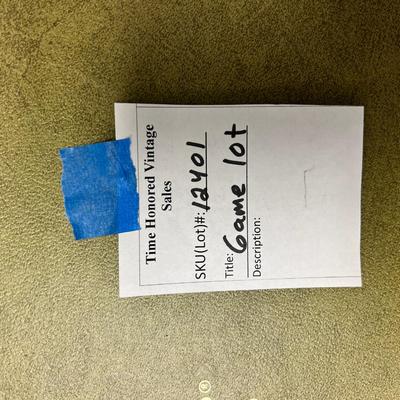 Time Honored Vintage
Sales
SKU(Lot)#: 12401
Title: Game lot
Description:
®